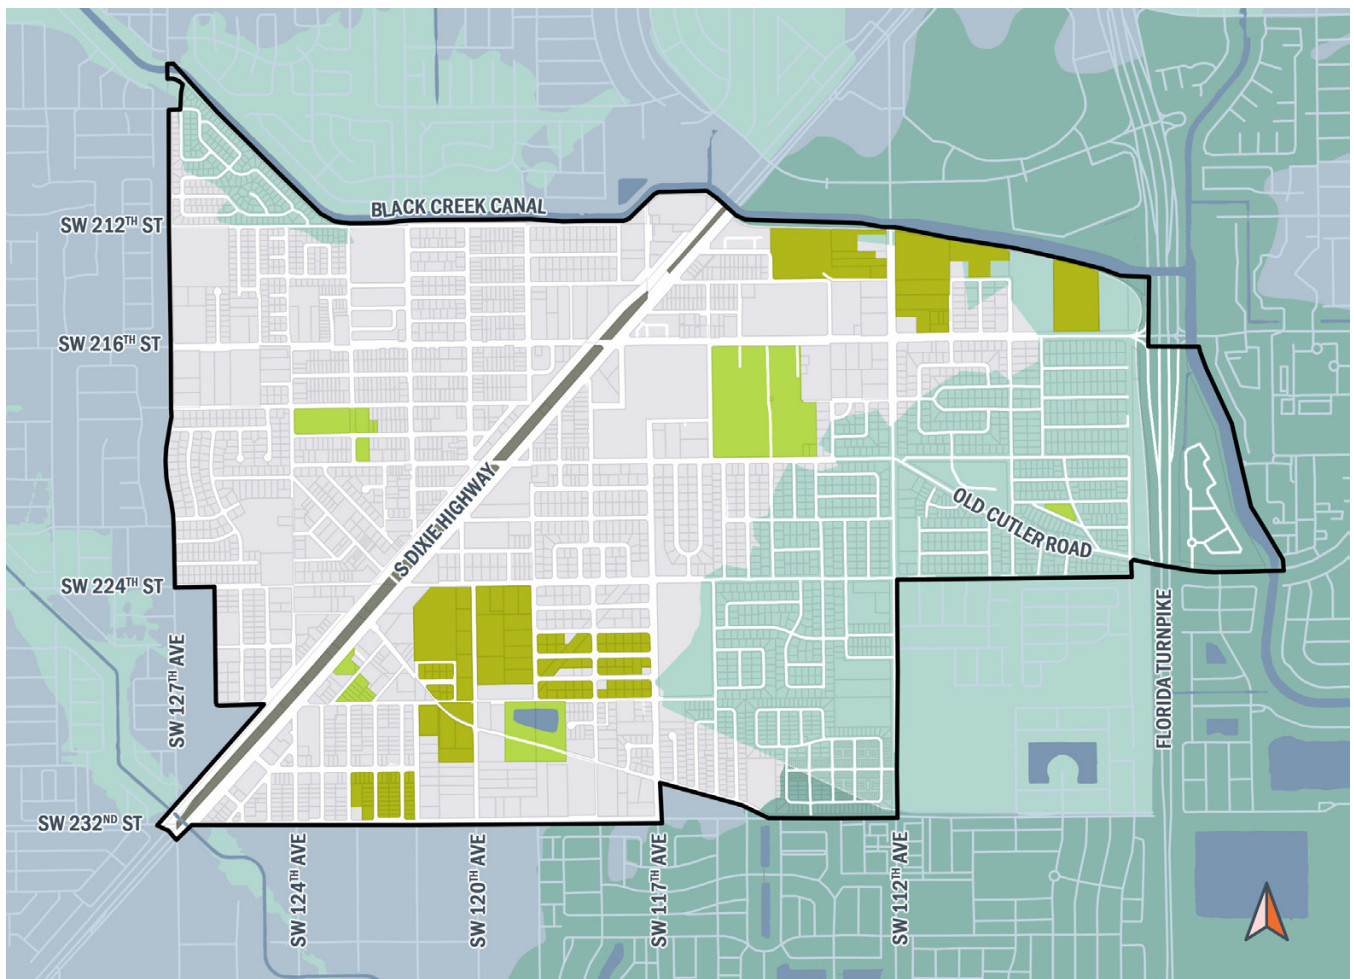 BLACK CREEK CANAL
SW 212TH ST
SW 216TH ST
S DIXIE HIGHWAY
OLD CUTLER ROAD
SW 224TH ST
SW 127TH AVE
FLORIDA TURNPIKE
SW 232ND ST
SW 124TH AVE
SW 120TH AVE
SW 117TH AVE
SW 112TH AVE